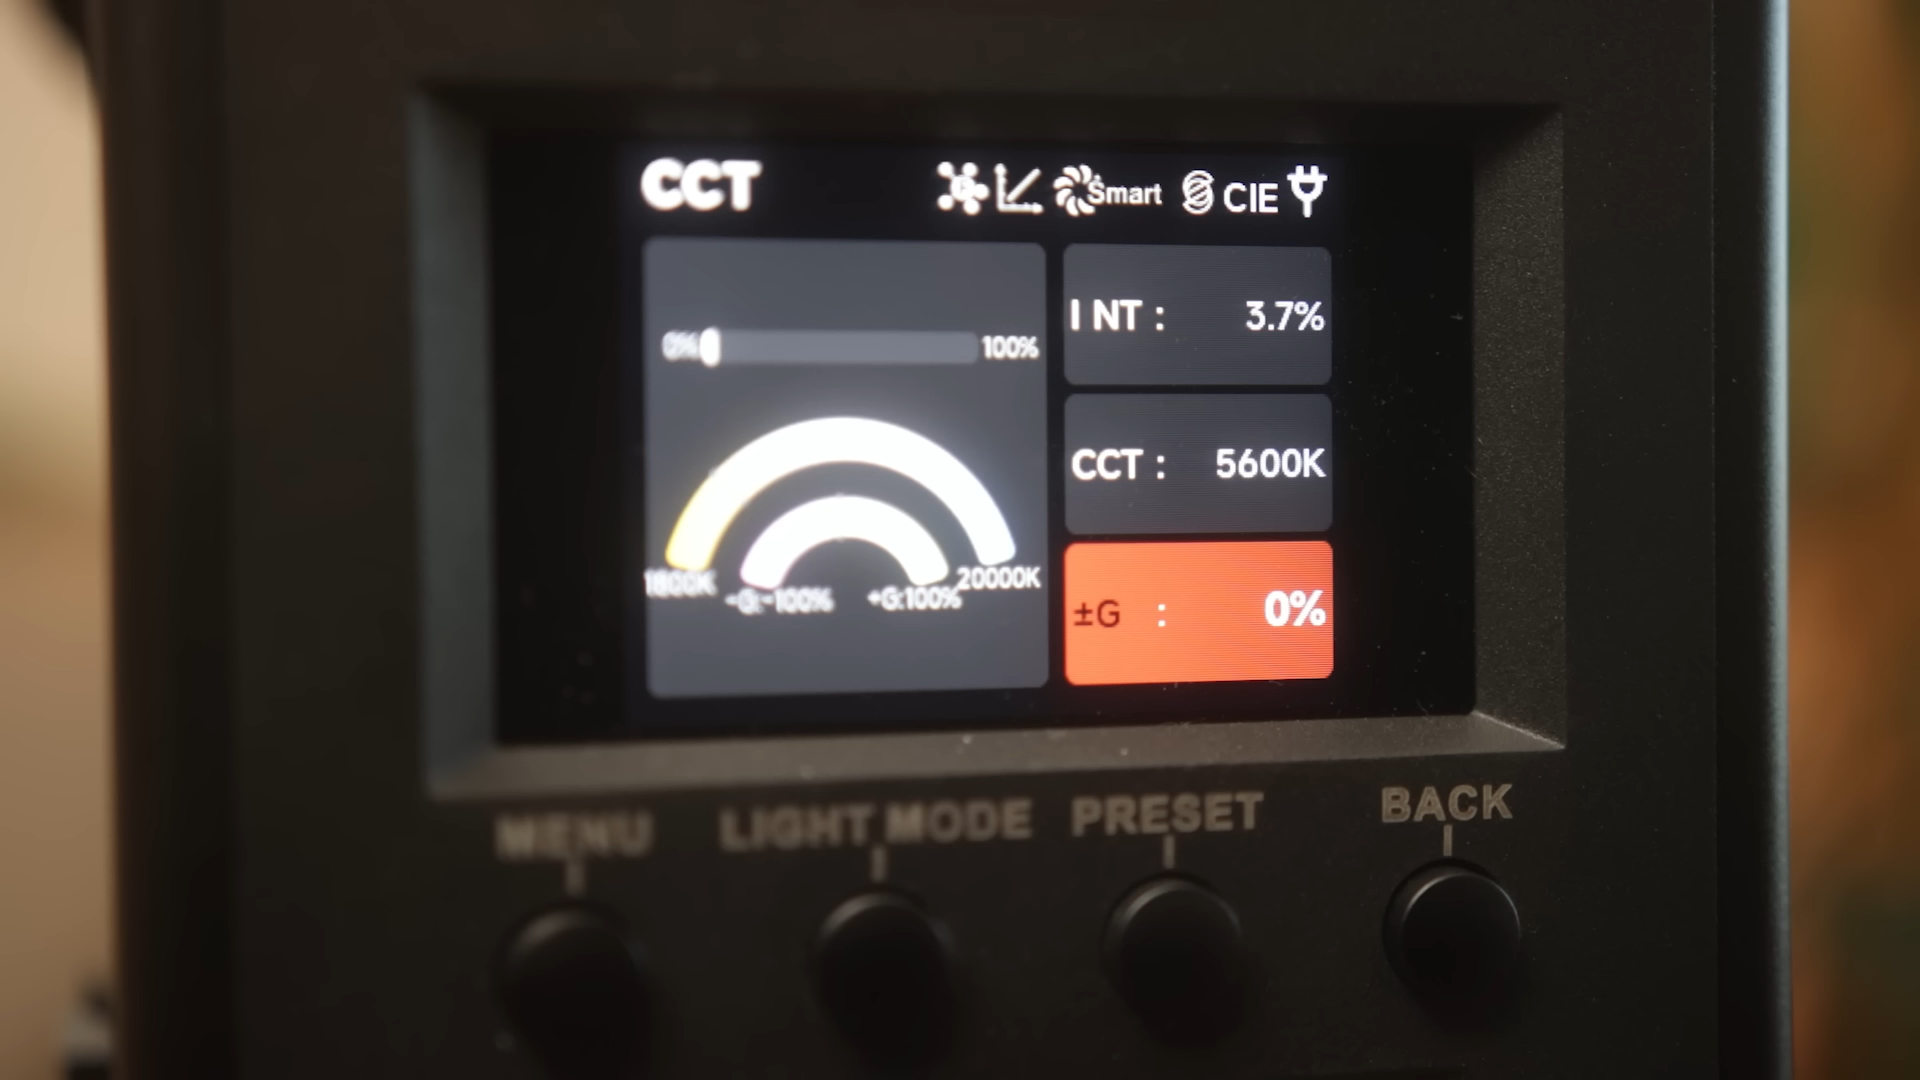 CCT Smart CIE
0% 100%
1800K 20000K
-G:-100% +G:100%
I NT : 3.7%
CCT : 5600K
±G : 0%
MENU LIGHT MODE PRESET BACK